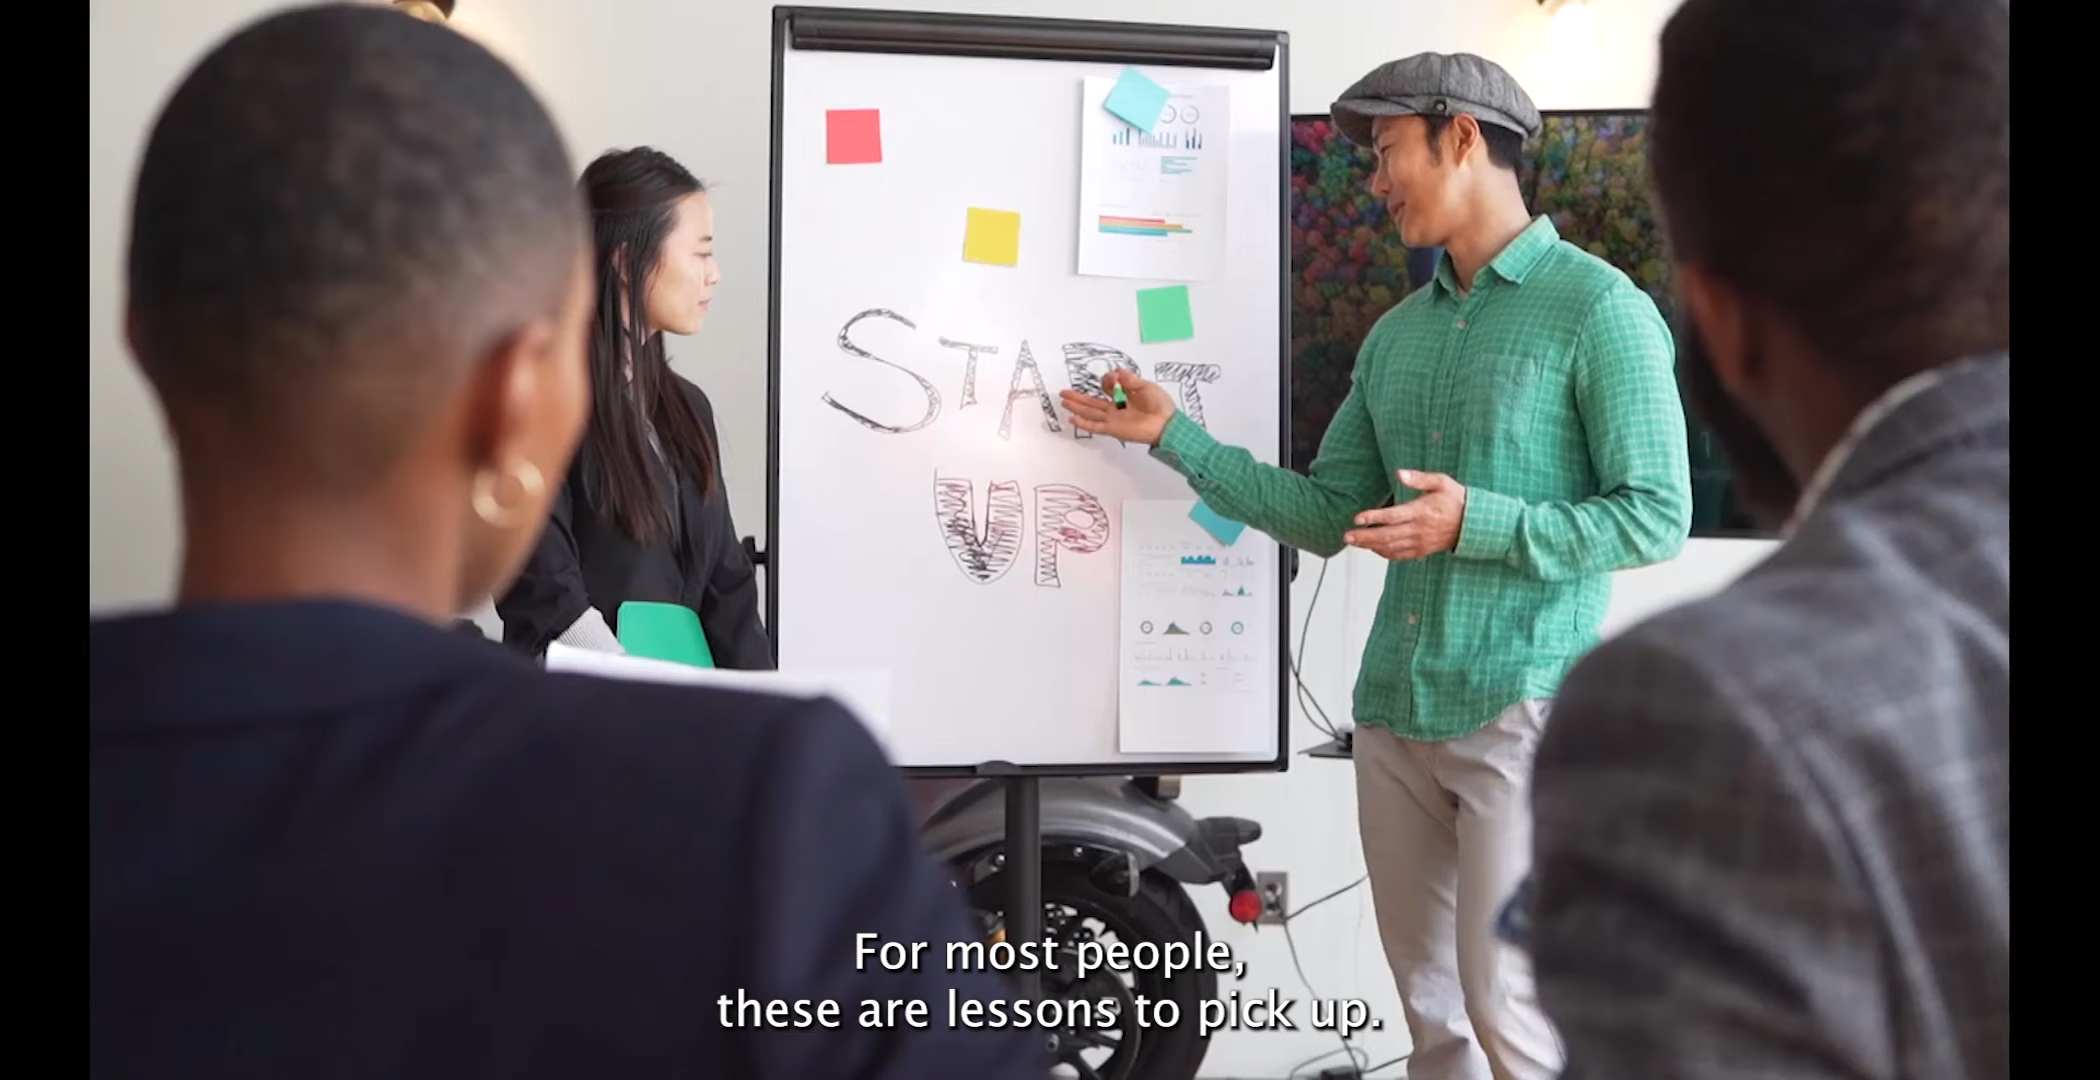 START
UP
For most people,
these are lessons to pick up.